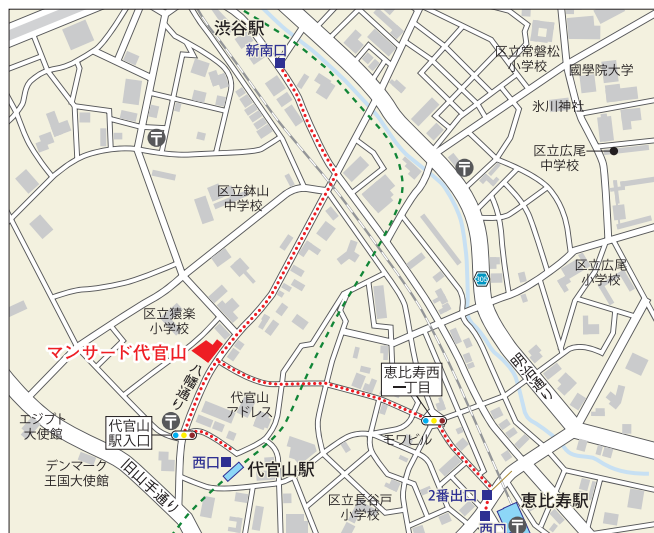 渋谷駅
新南口
区立常磐松
小学校
國學院大学
氷川神社
区立広尾
中学校
区立鉢山
中学校
区立広尾
小学校
305
区立猿楽
小学校
マンサード代官山
八幡通り
明治通り
恵比寿西
一丁目
代官山
アドレス
エジプト
大使館
代官山
駅入口
モワビル
デンマーク
王国大使館
旧山手通り
西口
代官山駅
2番出口
区立長谷戸
小学校
恵比寿駅
西口